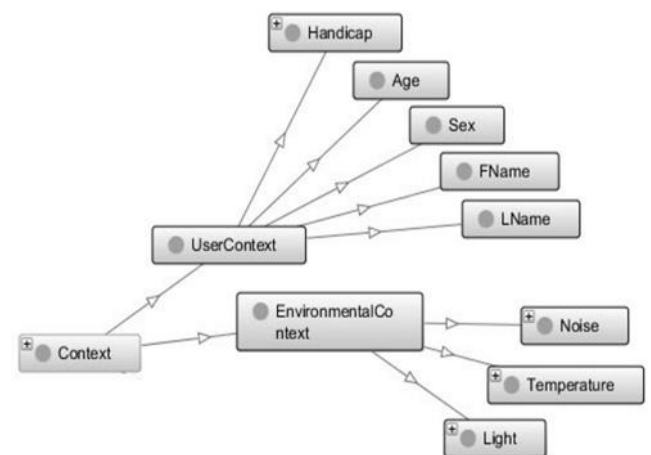 Handicap
Age
Sex
FName
LName
UserContext
EnvironmentalCo
ntext
Noise
Context
Temperature
Light